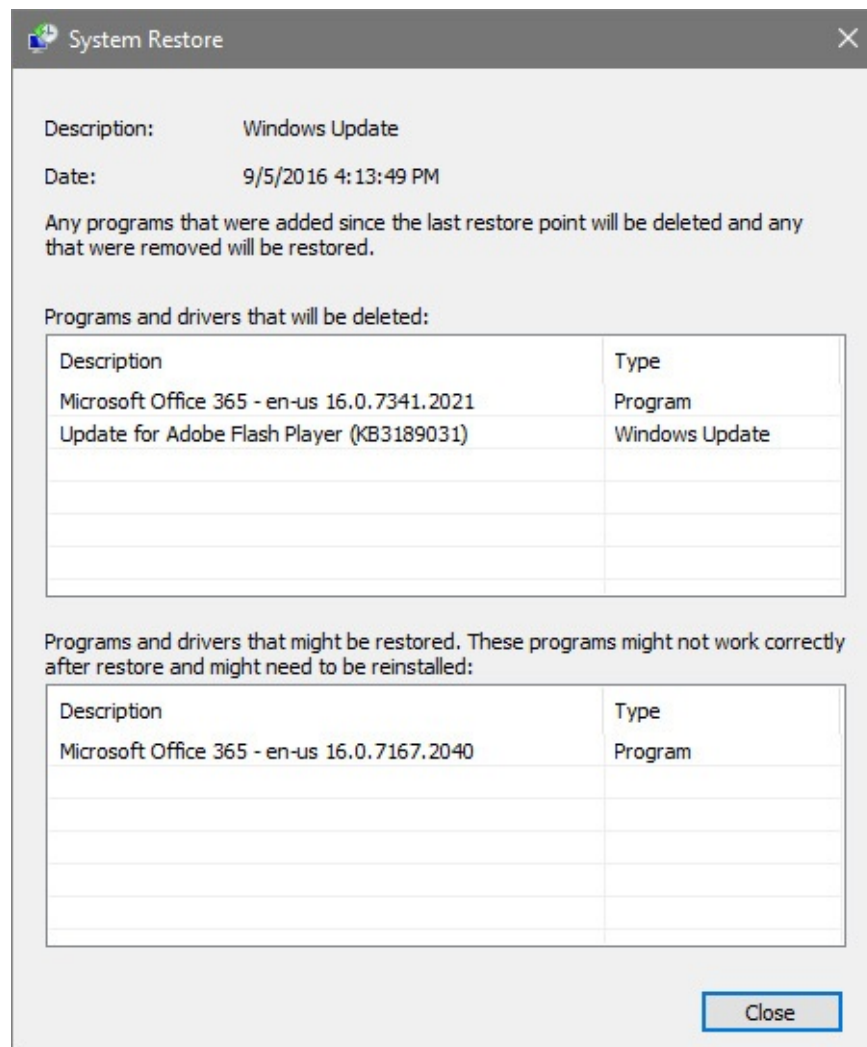 System Restore
Description: Windows Update
Date: 9/5/2016 4:13:49 PM
Any programs that were added since the last restore point will be deleted and any
that were removed will be restored.
Programs and drivers that will be deleted:
Description Type
Microsoft Office 365 - en-us 16.0.7341.2021 Program
Update for Adobe Flash Player (KB3189031) Windows Update
Programs and drivers that might be restored. These programs might not work correctly
after restore and might need to be reinstalled:
Description Type
Microsoft Office 365 - en-us 16.0.7167.2040 Program
Close